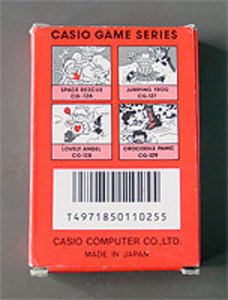 CASIO GAME SERIES
SPACE RESCUE
CG-126
JUMPING FROG
CG-127
LOVELY ANGEL
CG-128
CROCODILE PANIC
CG-129
T4971850110255
CASIO COMPUTER CO.,LTD.
MADE IN JAPAN